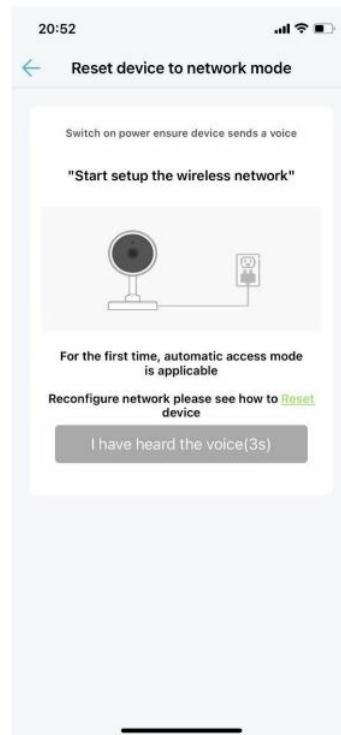 20:52
Reset device to network mode
Switch on power ensure device sends a voice
"Start setup the wireless network"
For the first time, automatic access mode
is applicable
Reconfigure network please see how to Reset
device
I have heard the voice(3s)